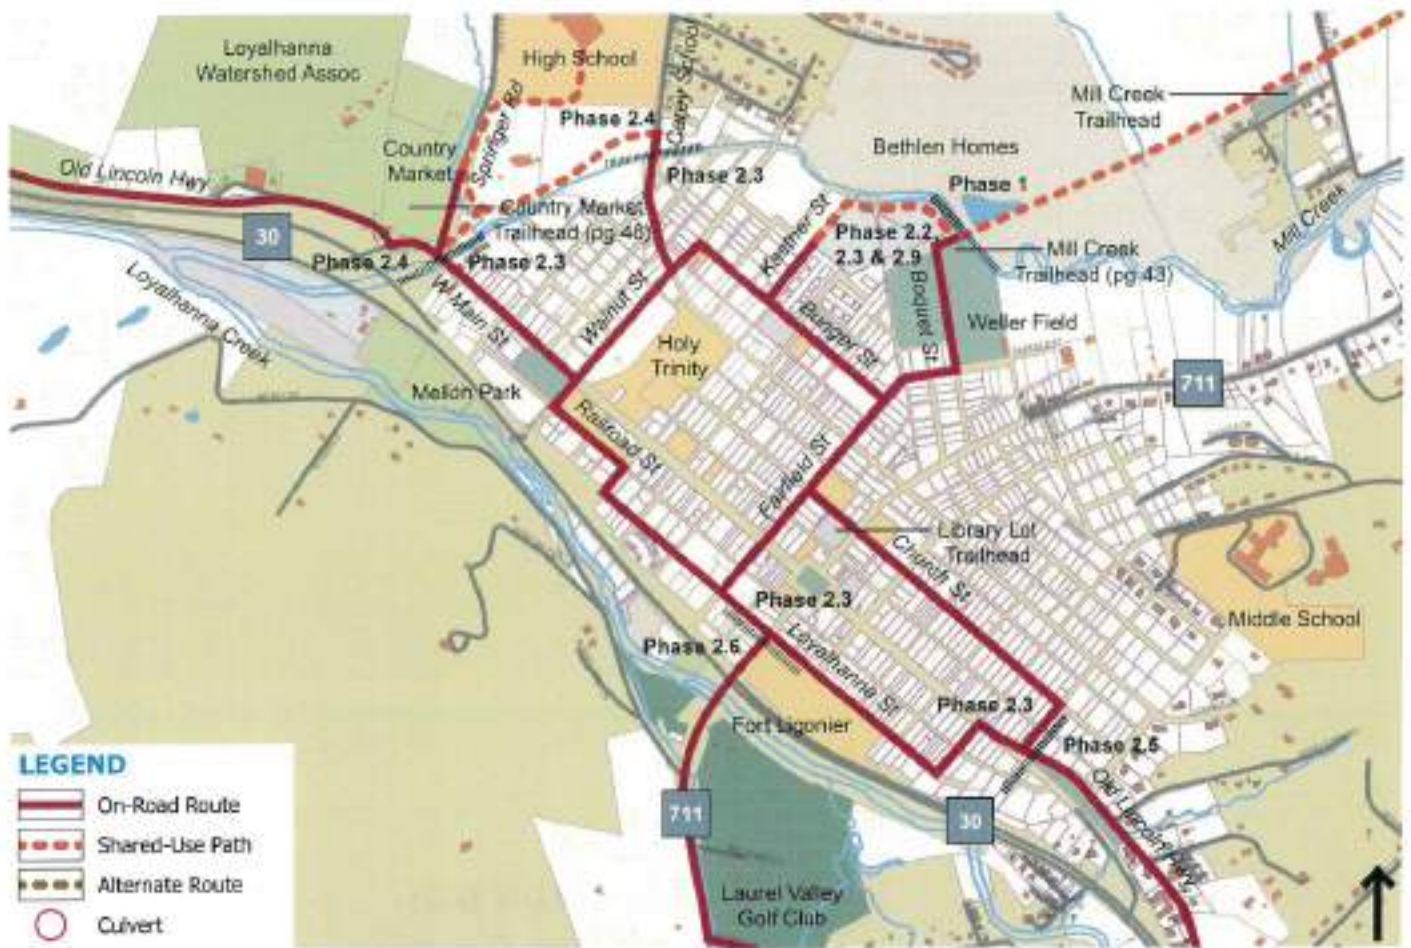 Loyalhanna
Watershed Assoc
High School
Springer Rd
Phase 2.4
Carey School
Mill Creek
Trailhead
Bethlen Homes
Country
Market
Old Lincoln Hwy
Phase 2.3
Phase 1
Country Market
Trailhead (pg 48)
Kastner St
Phase 2.2,
2.3 & 2.9
Mill Creek
Trailhead (pg 43)
Mill Creek
30
Phase 2.4
Phase 2.3
Loyalhanna Creek
W Main St
Walnut St
Bunger St
Boquet St
Weller Field
Holy
Trinity
Mellon Park
711
Railroad St
Fairfield St
Library Lot
Trailhead
Church St
Phase 2.3
Middle School
Phase 2.6
Loyalhanna St
Phase 2.3
Fort Ligonier
Phase 2.5
Old Lincoln Hwy
711
30
Laurel Valley
Golf Club
LEGEND
On-Road Route
Shared-Use Path
Alternate Route
Culvert